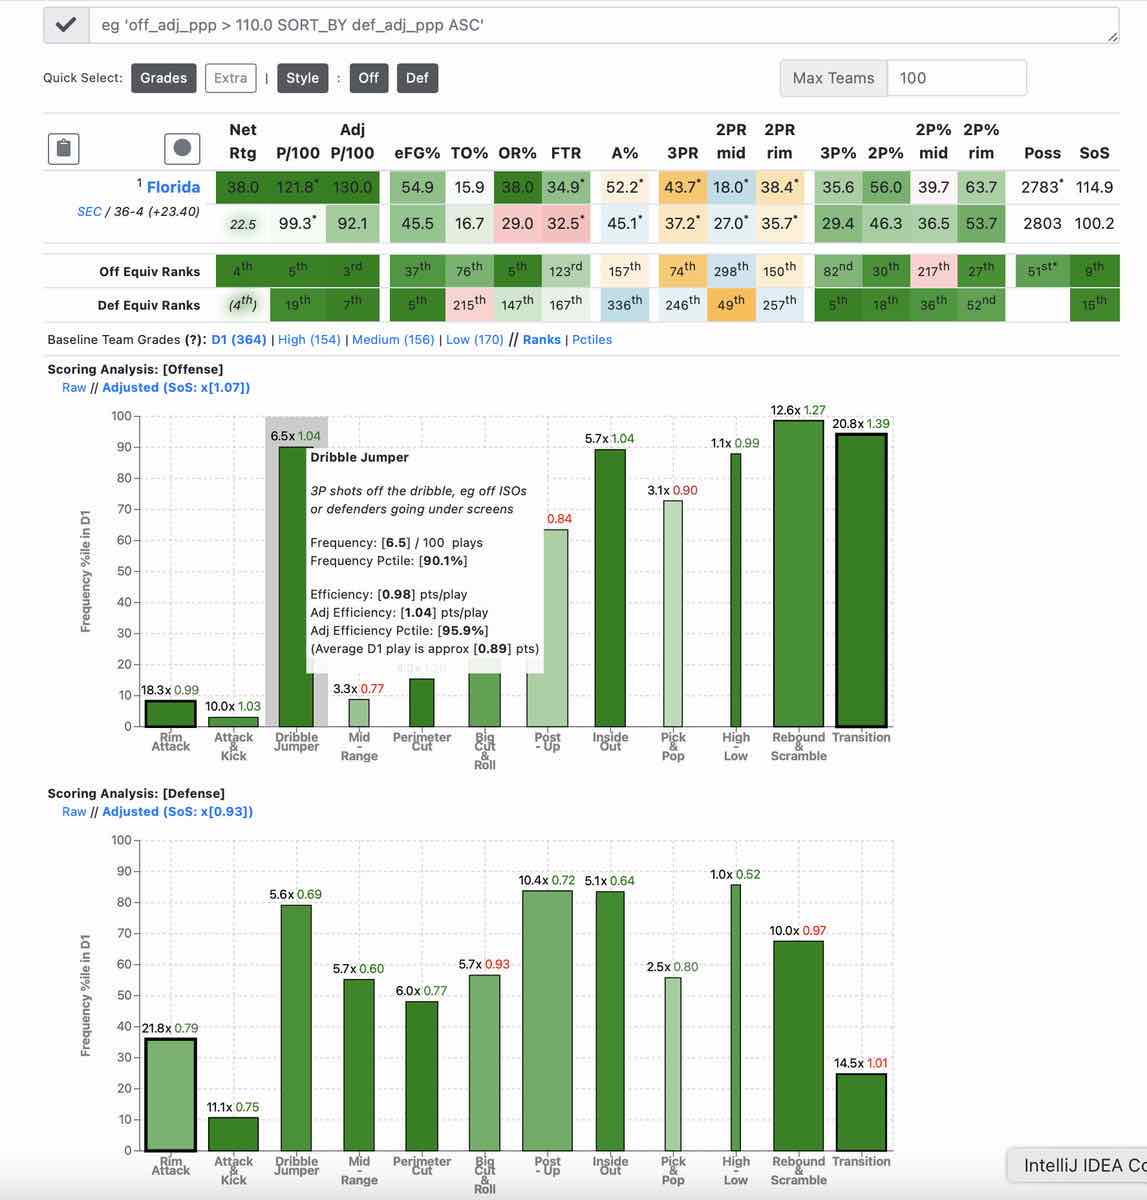 eg 'off_adj_ppp > 110.0 SORT_BY def_adj_ppp ASC'
Quick Select: Grades Extra | Style : Off Def Max Teams 100
Net Rtg P/100 Adj P/100 eFG% TO% OR% FTR A% 3PR 2PR mid 2PR rim 3P% 2P% 2P% mid 2P% rim Poss SoS
1 Florida 38.0 121.8* 130.0 54.9 15.9 38.0 34.9* 52.2* 43.7* 18.0* 38.4* 35.6 56.0 39.7 63.7 2783* 114.9
SEC / 36-4 (+23.40) 22.5 99.3* 92.1 45.5 16.7 29.0 32.5* 45.1* 37.2* 27.0* 35.7* 29.4 46.3 36.5 53.7 2803 100.2
Off Equiv Ranks 4th 5th 3rd 37th 76th 5th 123rd 157th 74th 298th 150th 82nd 30th 217th 27th 51st* 9th
Def Equiv Ranks (4th) 19th 7th 5th 215th 147th 167th 336th 246th 49th 257th 5th 18th 36th 52nd 15th
Baseline Team Grades (?): D1 (364) | High (154) | Medium (156) | Low (170) // Ranks | Pctiles
Scoring Analysis: [Offense]
Raw // Adjusted (SoS: x[1.07])
Frequency %ile in D1
100
90
80
70
60
50
40
30
20
10
0
18.3x 0.99
10.0x 1.03
6.5x 1.04
3.3x 0.77
0.84
5.7x 1.04
3.1x 0.90
1.1x 0.99
12.6x 1.27
20.8x 1.39
Dribble Jumper
3P shots off the dribble, eg off ISOs
or defenders going under screens
Frequency: [6.5] / 100 plays
Frequency Pctile: [90.1%]
Efficiency: [0.98] pts/play
Adj Efficiency: [1.04] pts/play
Adj Efficiency Pctile: [95.9%]
(Average D1 play is approx [0.89] pts)
Rim Attack
Attack & Kick
Dribble Jumper
Mid - Range
Perimeter Cut
Big Cut & Roll
Post - Up
Inside Out
Pick & Pop
High - Low
Rebound & Scramble
Transition
Scoring Analysis: [Defense]
Raw // Adjusted (SoS: x[0.93])
Frequency %ile in D1
100
90
80
70
60
50
40
30
20
10
0
21.8x 0.79
11.1x 0.75
5.6x 0.69
5.7x 0.60
6.0x 0.77
5.7x 0.93
10.4x 0.72
5.1x 0.64
2.5x 0.80
1.0x 0.52
10.0x 0.97
14.5x 1.01
Rim Attack
Attack & Kick
Dribble Jumper
Mid - Range
Perimeter Cut
Big Cut & Roll
Post - Up
Inside Out
Pick & Pop
High - Low
Rebound & Scramble
Transition
IntelliJ IDEA Co